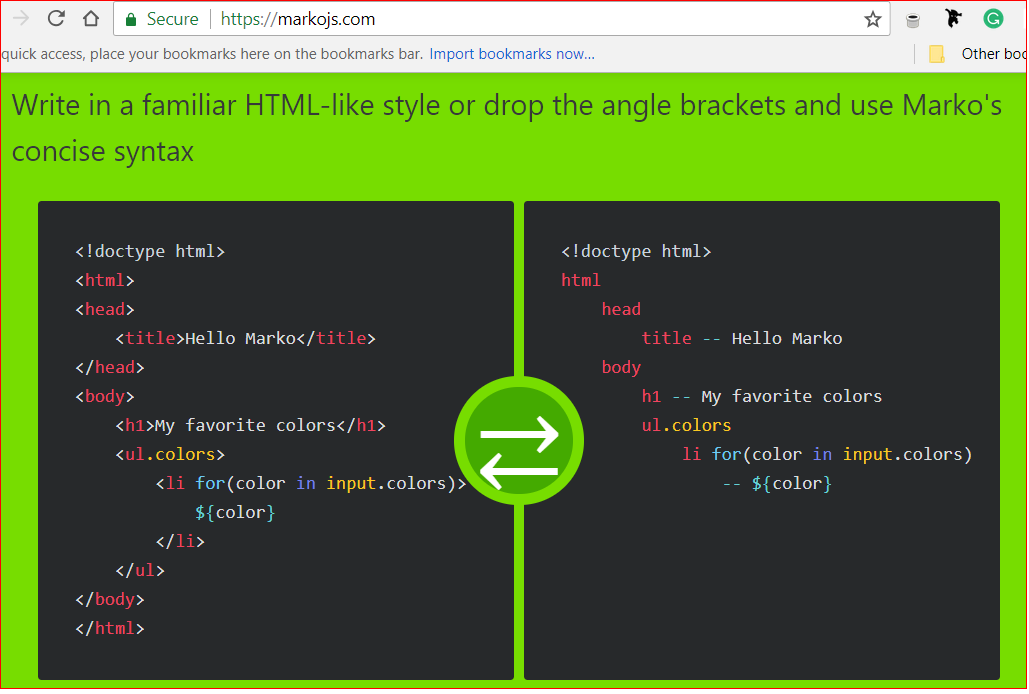 Secure
https://markojs.com
quick access, place your bookmarks here on the bookmarks bar. Import bookmarks now...
Other boo
Write in a familiar HTML-like style or drop the angle brackets and use Marko's
concise syntax
<!doctype html>
<html>
<head>
    <title>Hello Marko</title>
</head>
<body>
    <h1>My favorite colors</h1>
    <ul.colors>
        <li for(color in input.colors)>
            ${color}
        </li>
    </ul>
</body>
</html>
<!doctype html>
html
    head
        title -- Hello Marko
    body
        h1 -- My favorite colors
        ul.colors
            li for(color in input.colors)
                -- ${color}